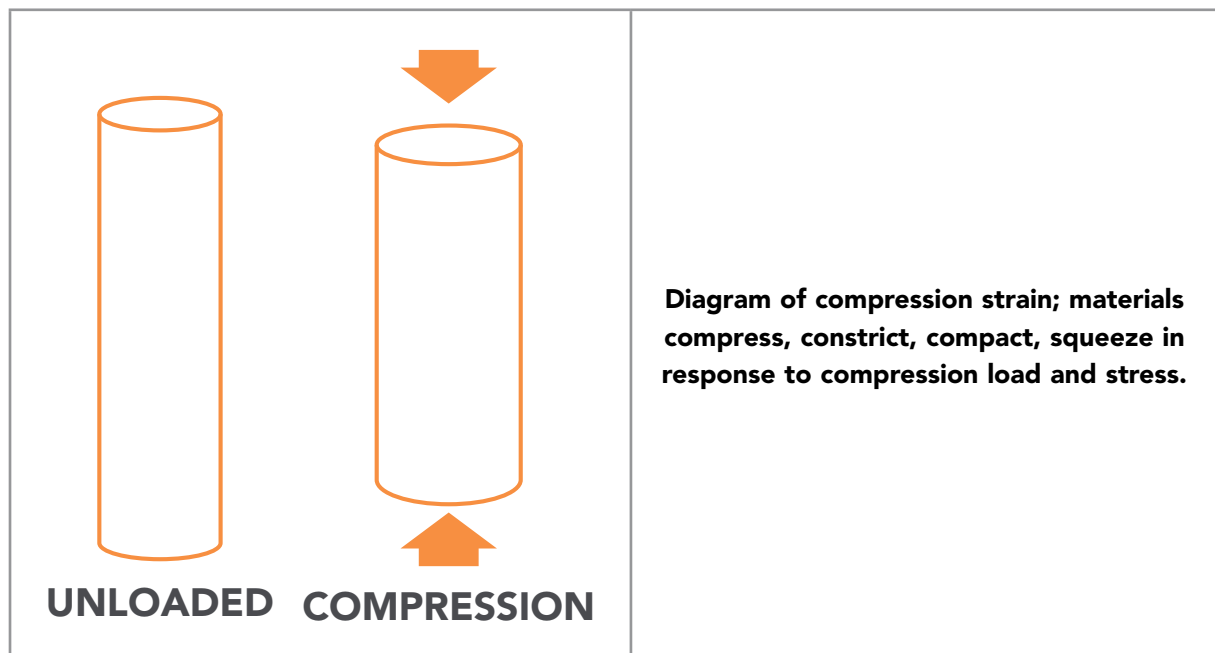 UNLOADED
COMPRESSION
Diagram of compression strain; materials
compress, constrict, compact, squeeze in
response to compression load and stress.